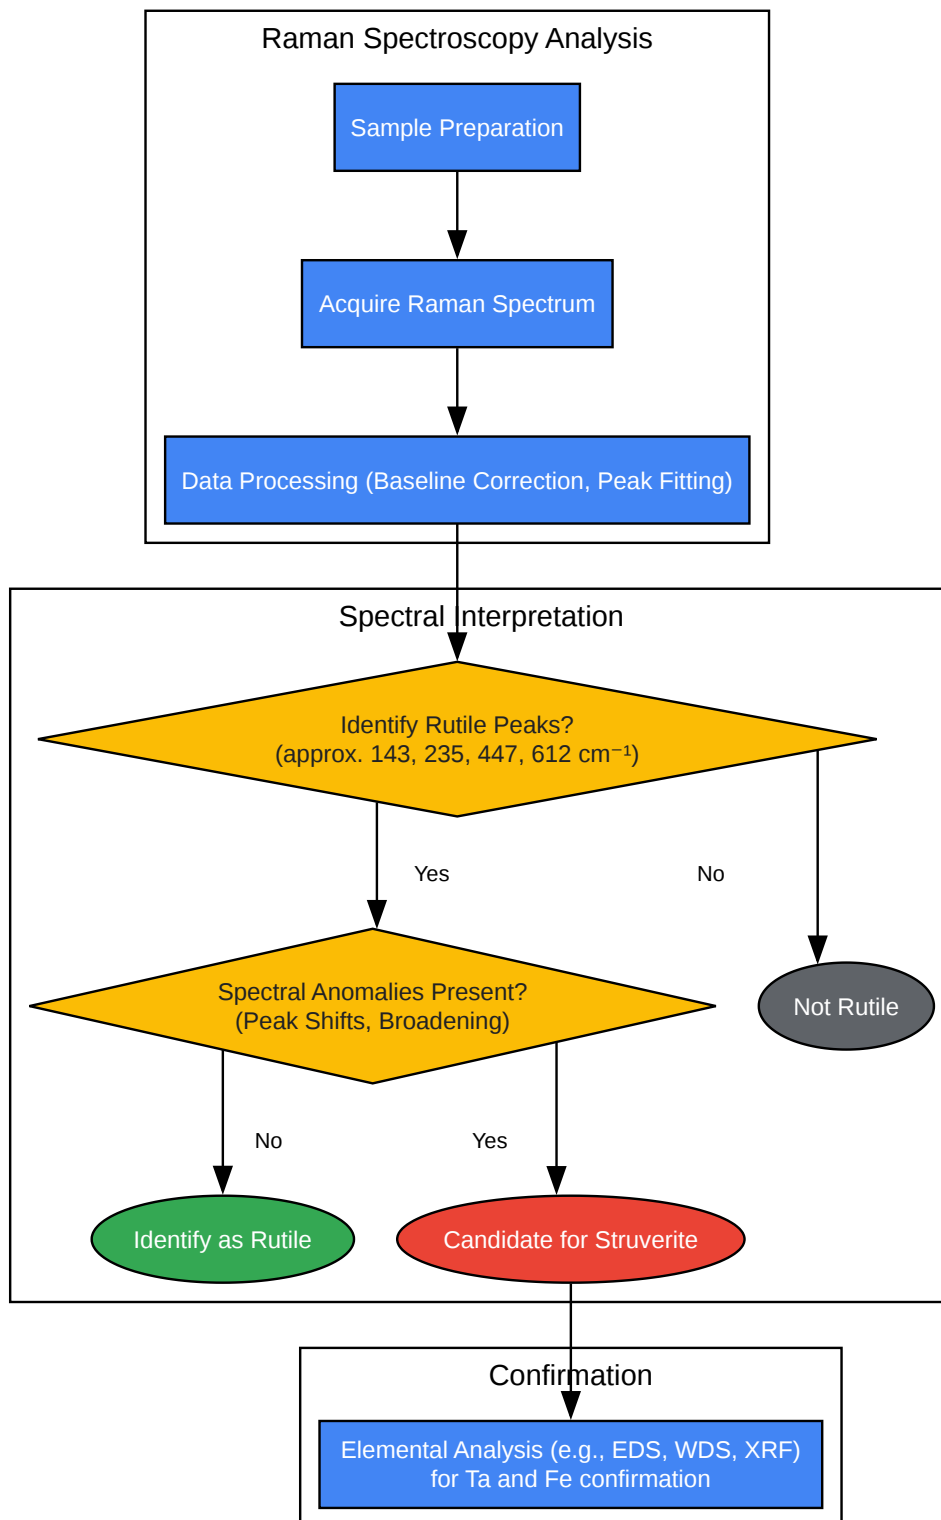 Raman Spectroscopy Analysis
Sample Preparation
Acquire Raman Spectrum
Data Processing (Baseline Correction, Peak Fitting)
Spectral Interpretation
Identify Rutile Peaks?
(approx. 143, 235, 447, 612 cm⁻¹)
Yes
No
Spectral Anomalies Present?
(Peak Shifts, Broadening)
Not Rutile
No
Yes
Identify as Rutile
Candidate for Struverite
Confirmation
Elemental Analysis (e.g., EDS, WDS, XRF)
for Ta and Fe confirmation